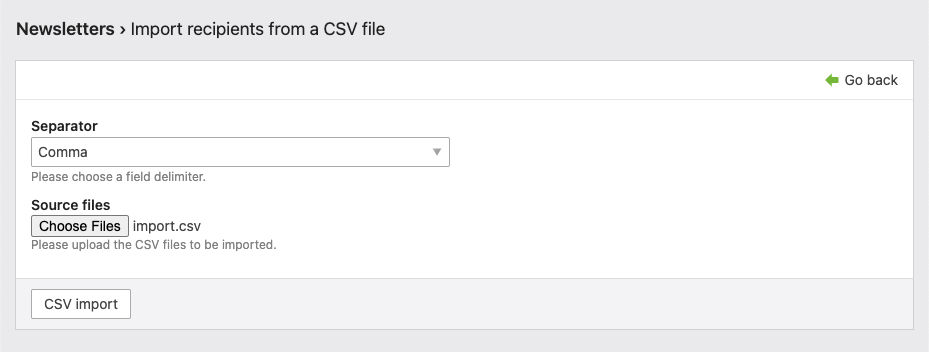 Newsletters › Import recipients from a CSV file
Go back
Separator
Comma
Please choose a field delimiter.
Source files
Choose Files import.csv
Please upload the CSV files to be imported.
CSV import